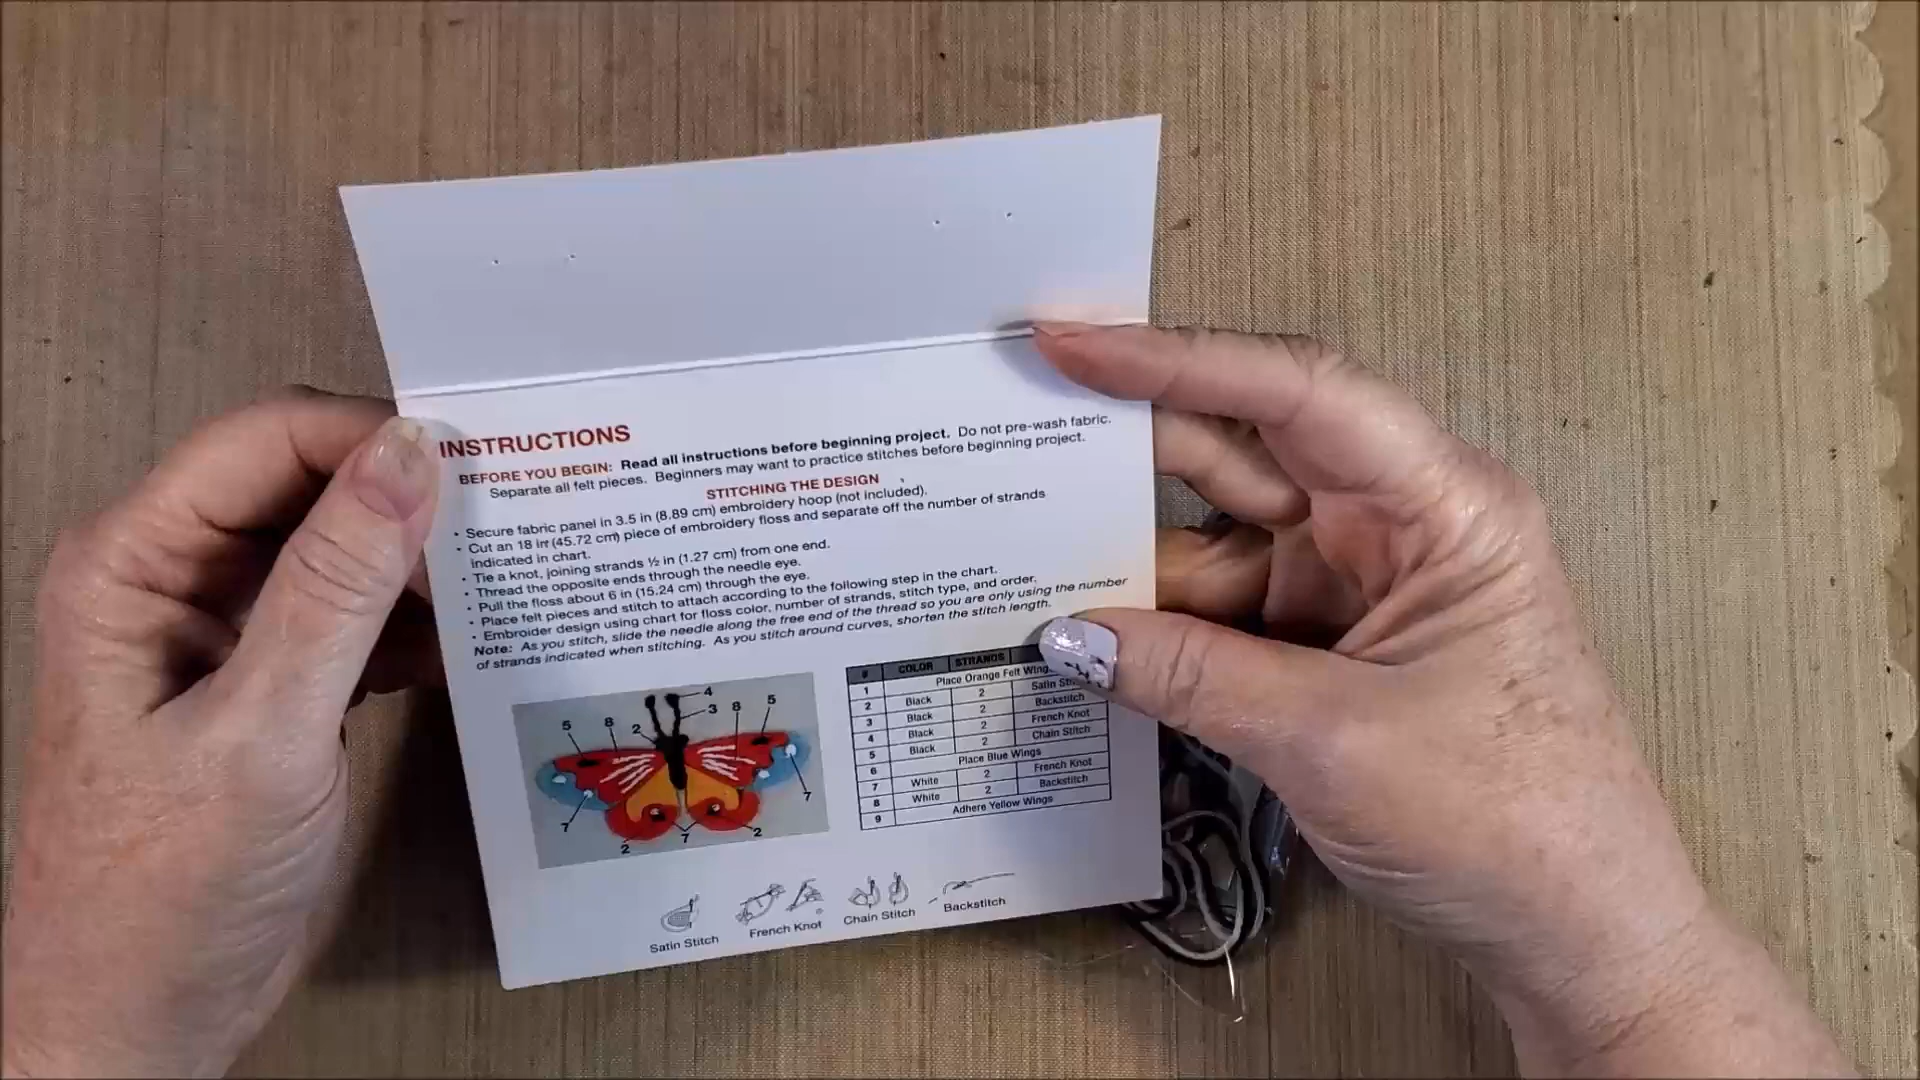 INSTRUCTIONS
BEFORE YOU BEGIN: Read all instructions before beginning project. Do not pre-wash fabric.
Separate all felt pieces. Beginners may want to practice stitches before beginning project.
STITCHING THE DESIGN
• Secure fabric panel in 3.5 in (8.89 cm) embroidery hoop (not included).
• Cut an 18 in (45.72 cm) piece of embroidery floss and separate off the number of strands
indicated in chart.
• Tie a knot, joining strands ½ in (1.27 cm) from one end.
• Thread the opposite ends through the needle eye.
• Pull the floss about 6 in (15.24 cm) through the eye.
• Place felt pieces and stitch to attach according to the following step in the chart.
• Embroider design using chart for floss color, number of strands, stitch type, and order.
Note: As you stitch, slide the needle along the free end of the thread so you are only using the number
of strands indicated when stitching. As you stitch around curves, shorten the stitch length.
4
3
5 8 2 8 5
7 7
2 7 2
# COLOR STRANDS
1 Place Orange Felt Wing
2 Black 2 Satin
3 Black 2 Backstitch
4 Black 2 French Knot
5 Black 2 Chain Stitch
6 Place Blue Wings
7 White 2 French Knot
8 White 2 Backstitch
9 Adhere Yellow Wings
Satin Stitch
French Knot
Chain Stitch
Backstitch